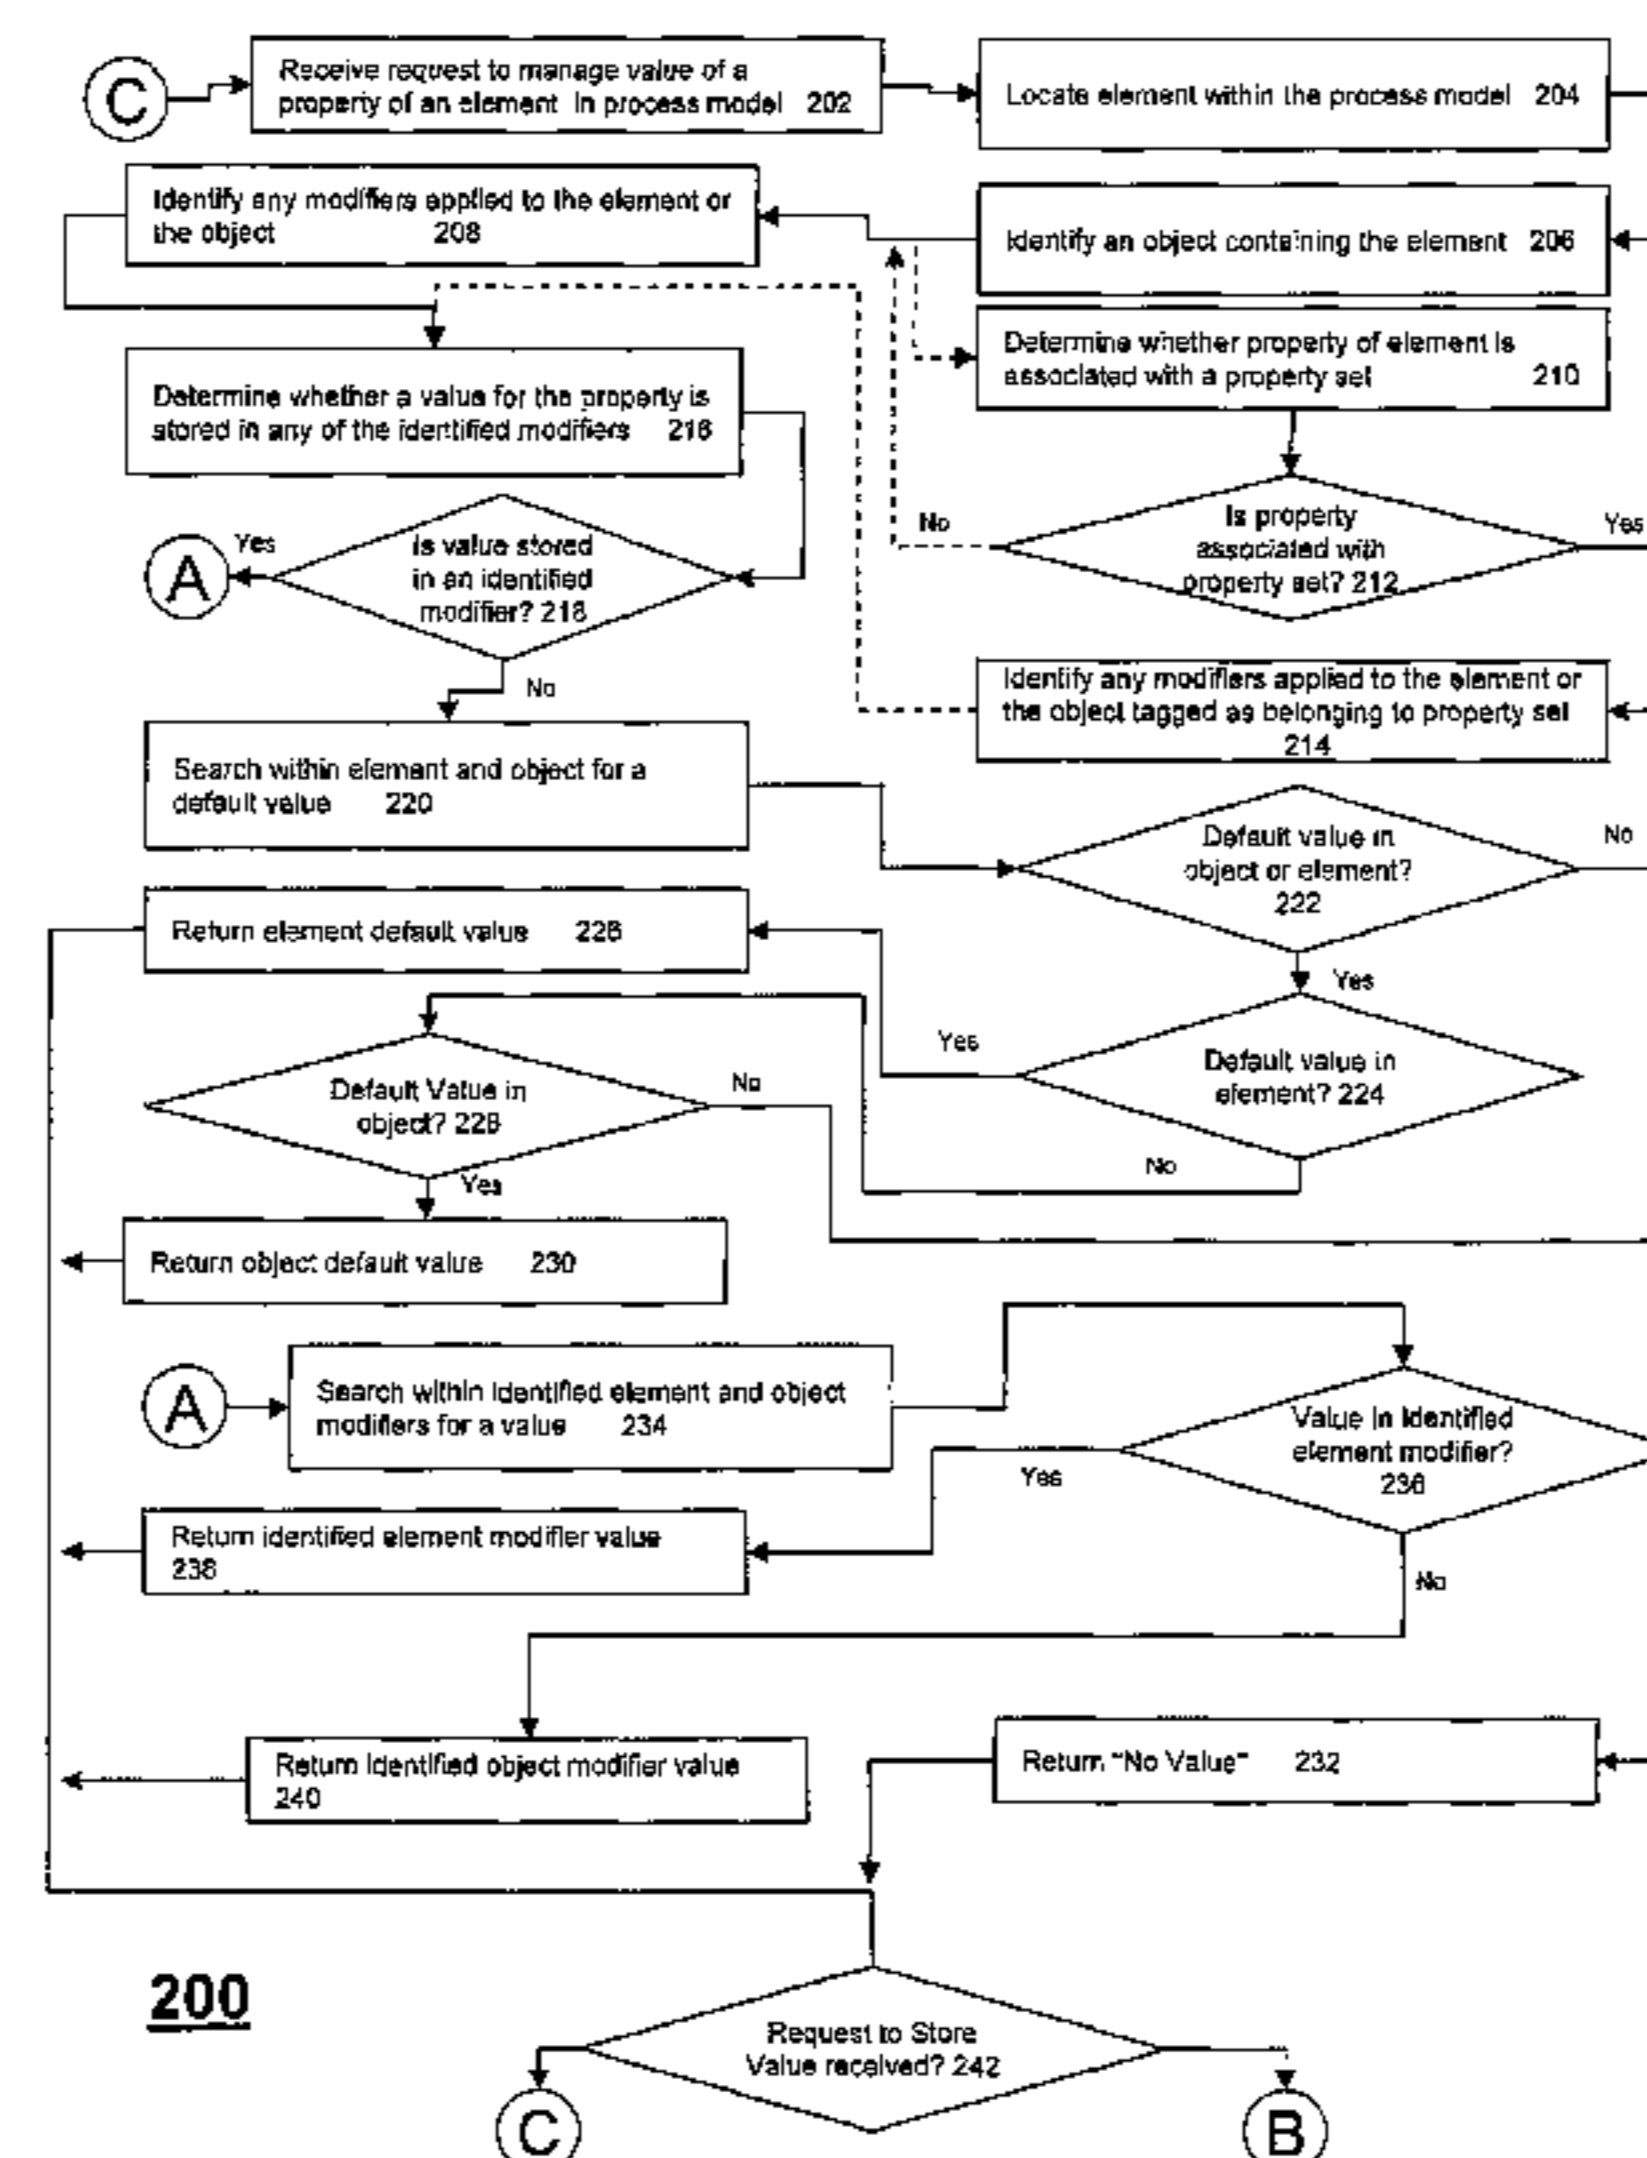 C
Receive request to manage value of a
property of an element in process model 202
Locate element within the process model 204
Identify any modifiers applied to the element or
the object 208
Identify an object containing the element 206
Determine whether property of element is
associated with a property set 210
Determine whether a value for the property is
stored in any of the identified modifiers 216
Is property
associated with
property set? 212
No
Yes
Is value stored
in an identified
modifier? 218
Yes
A
No
Identify any modifiers applied to the element or
the object tagged as belonging to property set
214
Search within element and object for a
default value 220
Default value in
object or element?
222
No
Yes
Return element default value 226
Default value in
element? 224
Yes
No
Default Value in
object? 228
No
Yes
Return object default value 230
A
Search within identified element and object
modifiers for a value 234
Value in identified
element modifier?
236
Yes
No
Return identified element modifier value
238
Return identified object modifier value
240
Return "No Value" 232
200
Request to Store
Value received? 242
C
B